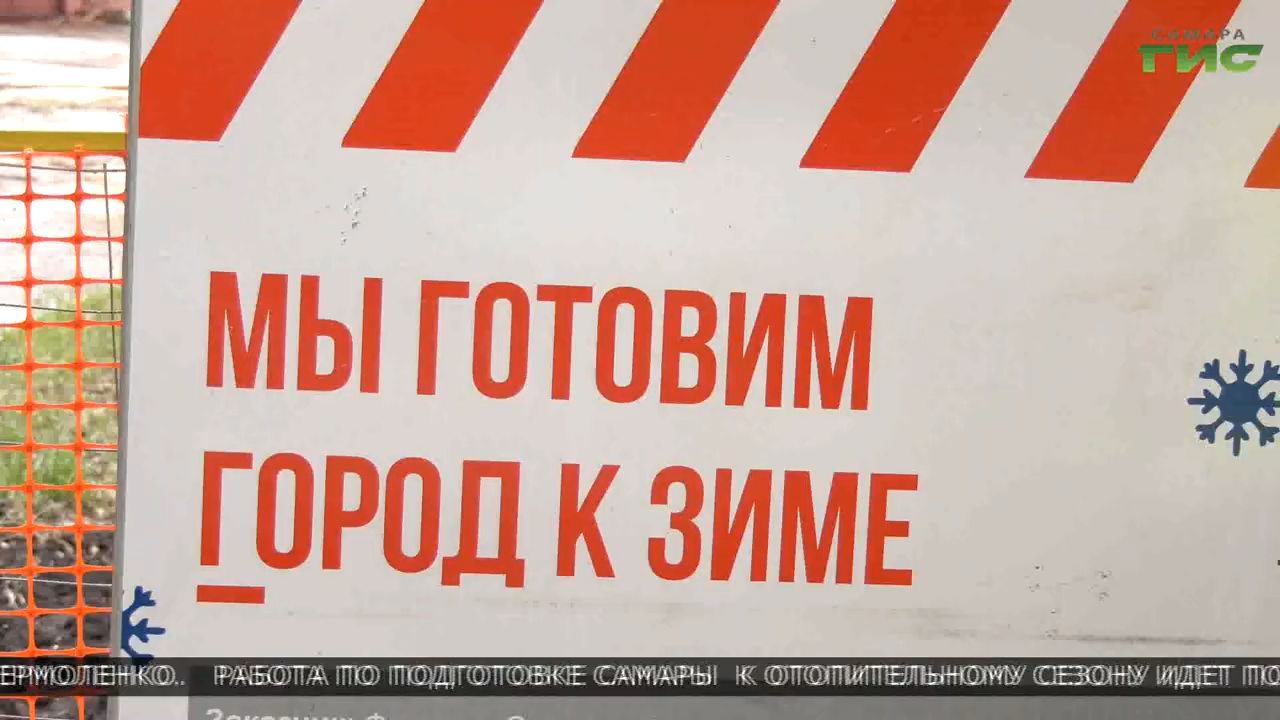 САМАРА
ГИС
МЫ ГОТОВИМ
ГОРОД К ЗИМЕ
ЕРМОЛЕНКО.. РАБОТА ПО ПОДГОТОВКЕ САМАРЫ К ОТОПИТЕЛЬНОМУ СЕЗОНУ ИДЕТ ПО